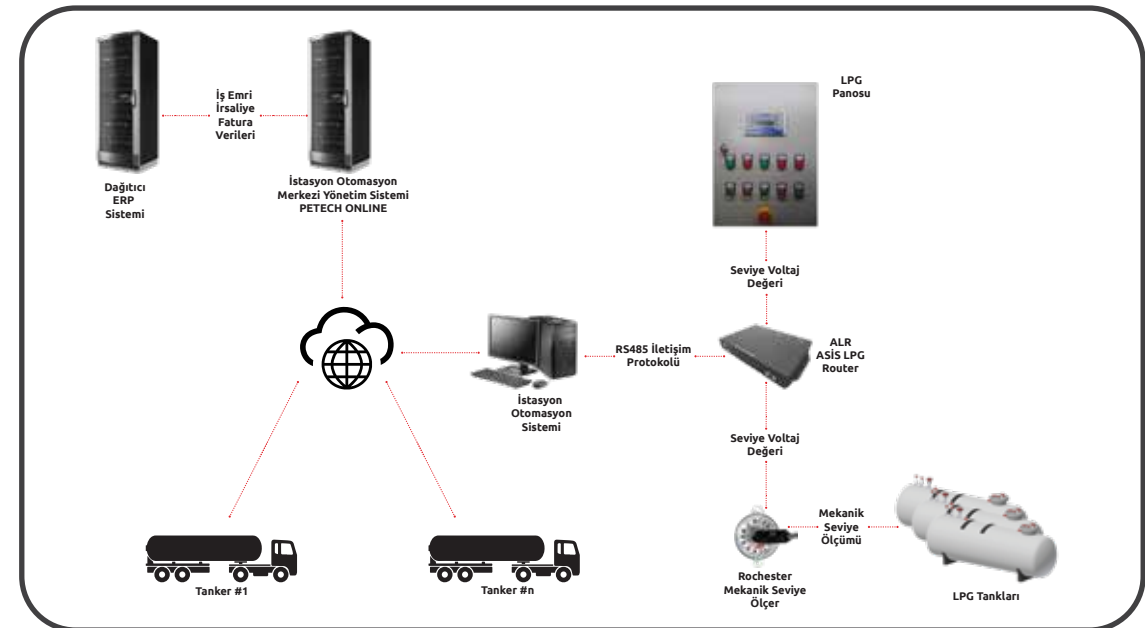 İş Emri
İrsaliye
Fatura
Verileri
Dağıtıcı
ERP
Sistemi
İstasyon Otomasyon
Merkezi Yönetim Sistemi
PETECH ONLINE
LPG
Panosu
Seviye Voltaj
Değeri
RS485 İletişim
Protokolü
ALR
ASİS LPG
Router
İstasyon
Otomasyon
Sistemi
Seviye Voltaj
Değeri
Mekanik
Seviye
Ölçümü
Rochester
Mekanik Seviye
Ölçer
LPG Tankları
Tanker #1
Tanker #n